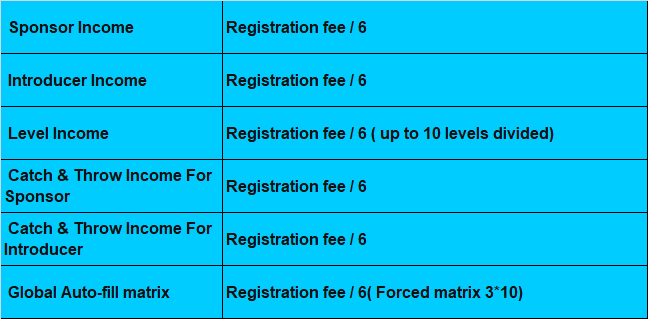 Sponsor Income Registration fee / 6
Introducer Income Registration fee / 6
Level Income Registration fee / 6 ( up to 10 levels divided)
Catch & Throw Income For
Sponsor Registration fee / 6
Catch & Throw Income For
Introducer Registration fee / 6
Global Auto-fill matrix Registration fee / 6( Forced matrix 3*10)